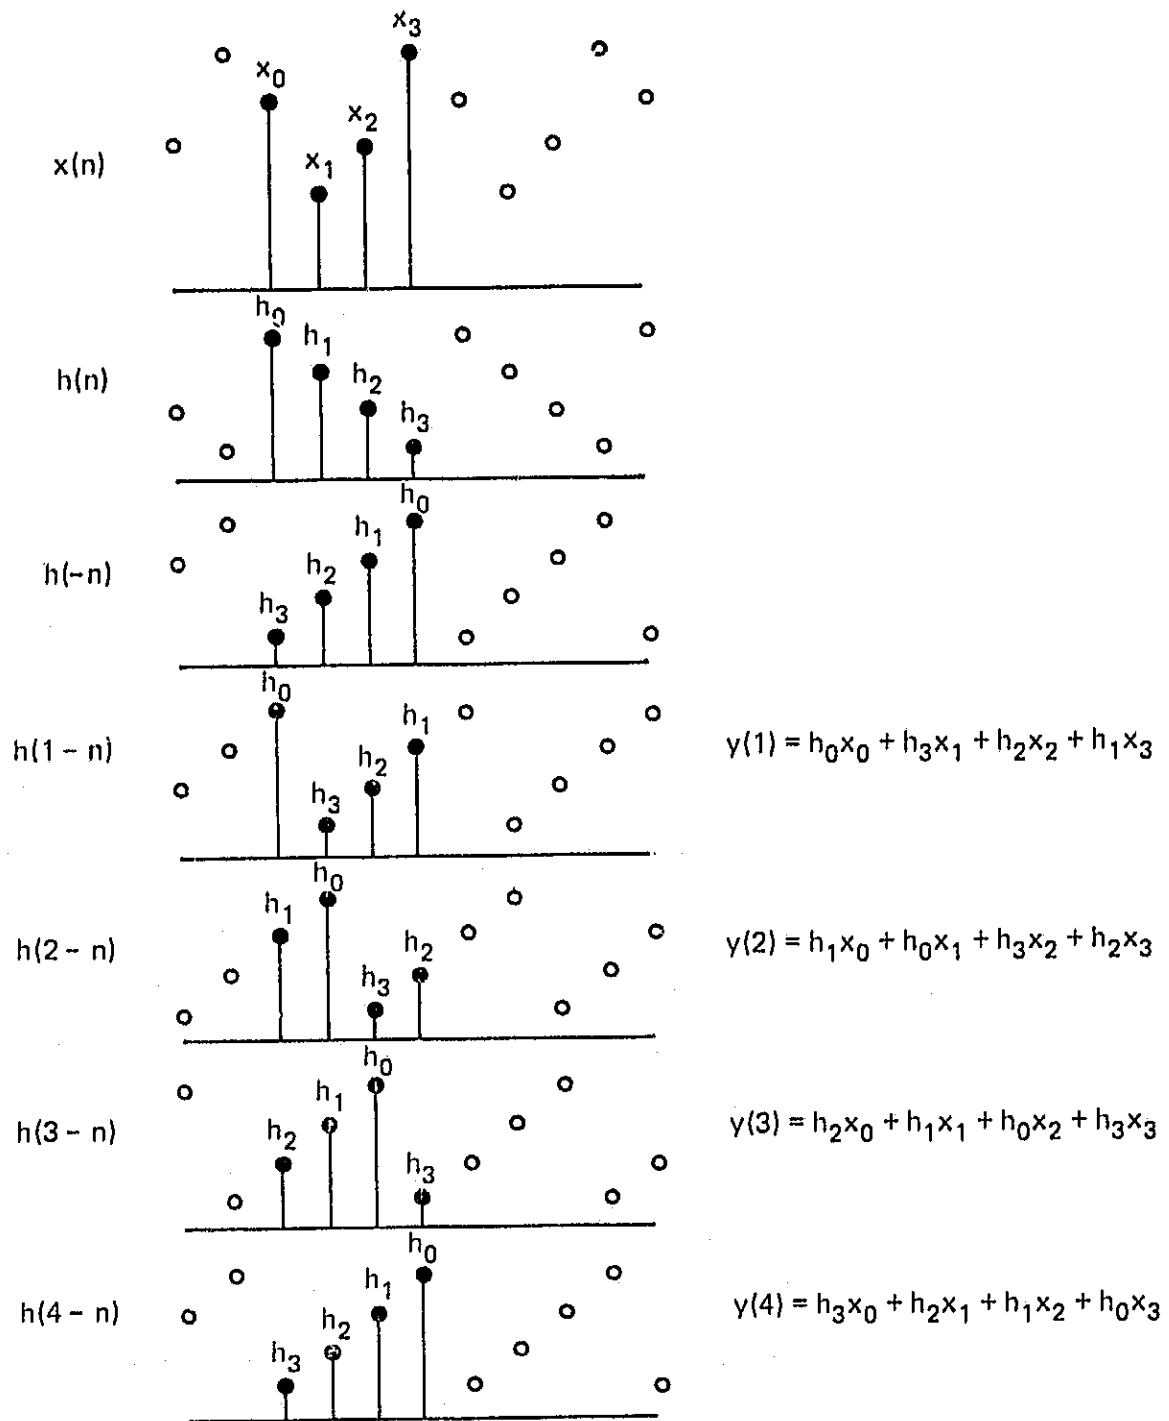 x₃
x₀
x₂
x₁
x(n)
h₀
h₁
h₂
h₃
h(n)
h₀
h₁
h₂
h₃
h(-n)
h₀
h₁
h₂
h₃
h(1 - n)
y(1) = h₀x₀ + h₃x₁ + h₂x₂ + h₁x₃
h₀
h₁
h₂
h₃
h(2 - n)
y(2) = h₁x₀ + h₀x₁ + h₃x₂ + h₂x₃
h₀
h₁
h₂
h₃
h(3 - n)
y(3) = h₂x₀ + h₁x₁ + h₀x₂ + h₃x₃
h₀
h₁
h₂
h₃
h(4 - n)
y(4) = h₃x₀ + h₂x₁ + h₁x₂ + h₀x₃